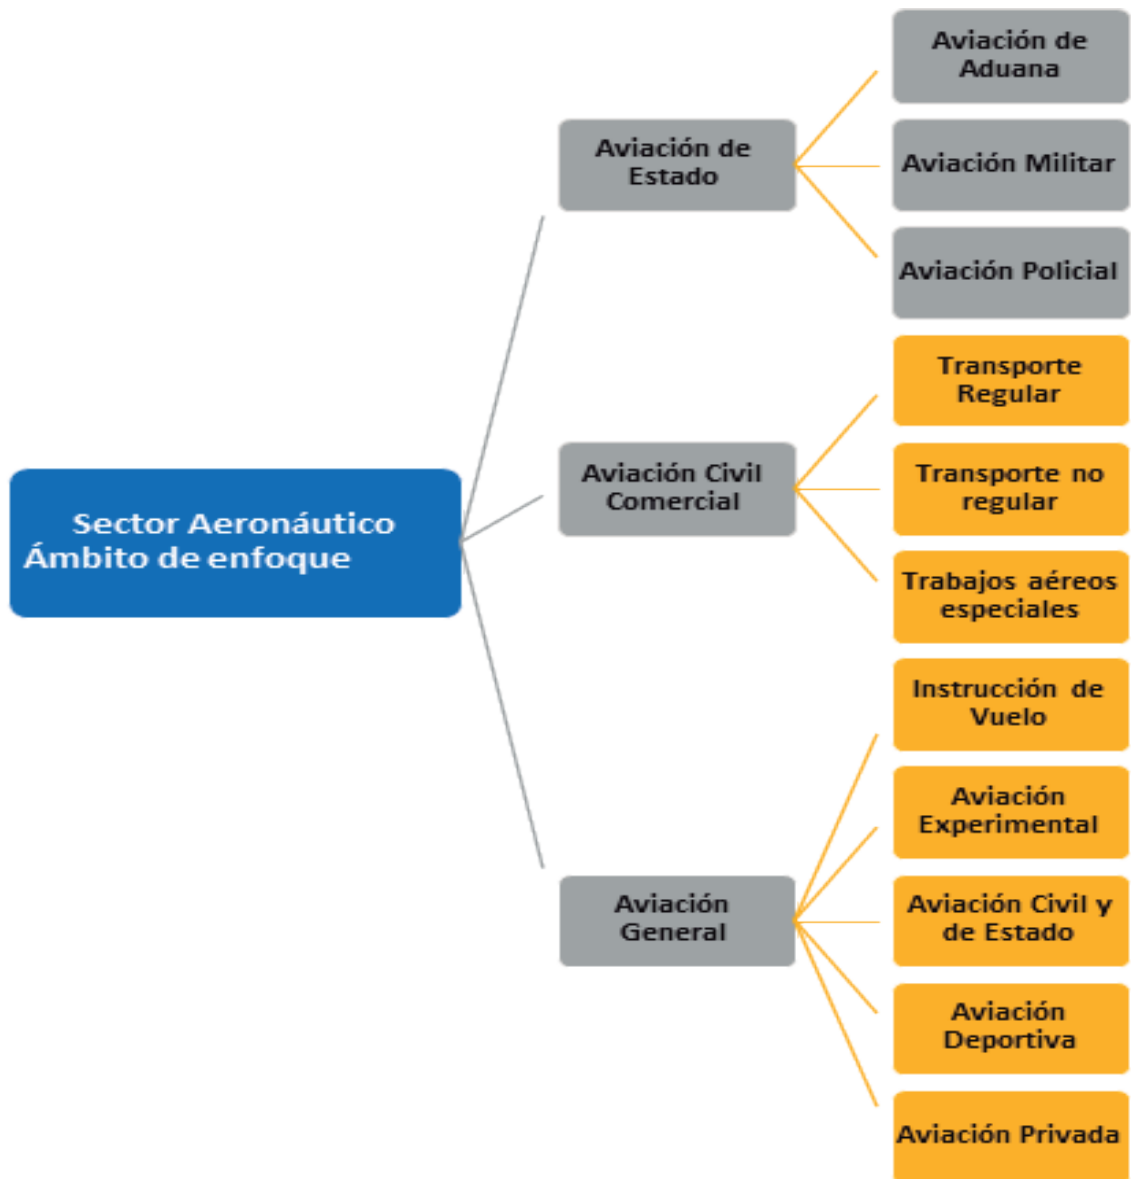 Sector Aeronáutico
Ámbito de enfoque
Aviación de
Estado
Aviación de
Aduana
Aviación Militar
Aviación Policial
Aviación Civil
Comercial
Transporte
Regular
Transporte no
regular
Trabajos aéreos
especiales
Aviación
General
Instrucción de
Vuelo
Aviación
Experimental
Aviación Civil y
de Estado
Aviación
Deportiva
Aviación Privada